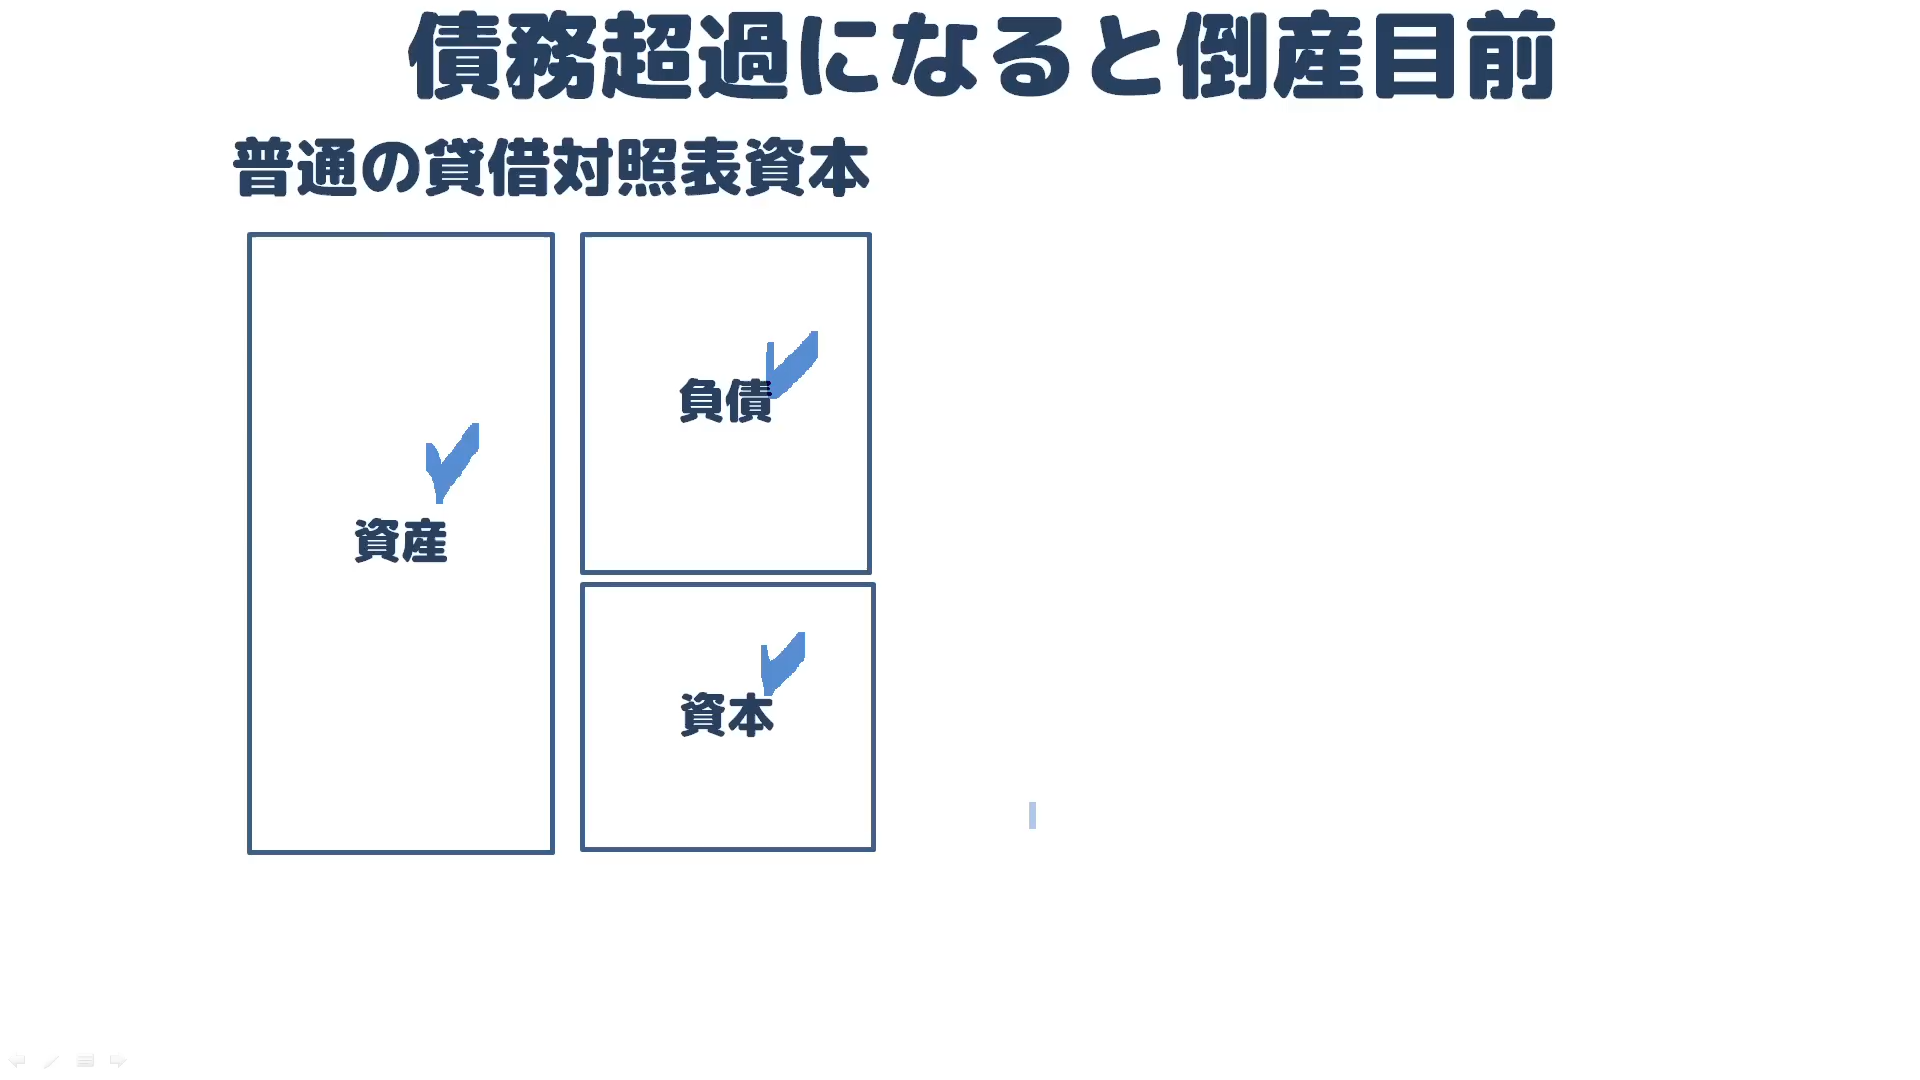 債務超過になると倒産目前
普通の貸借対照表資本
負債
資産
資本